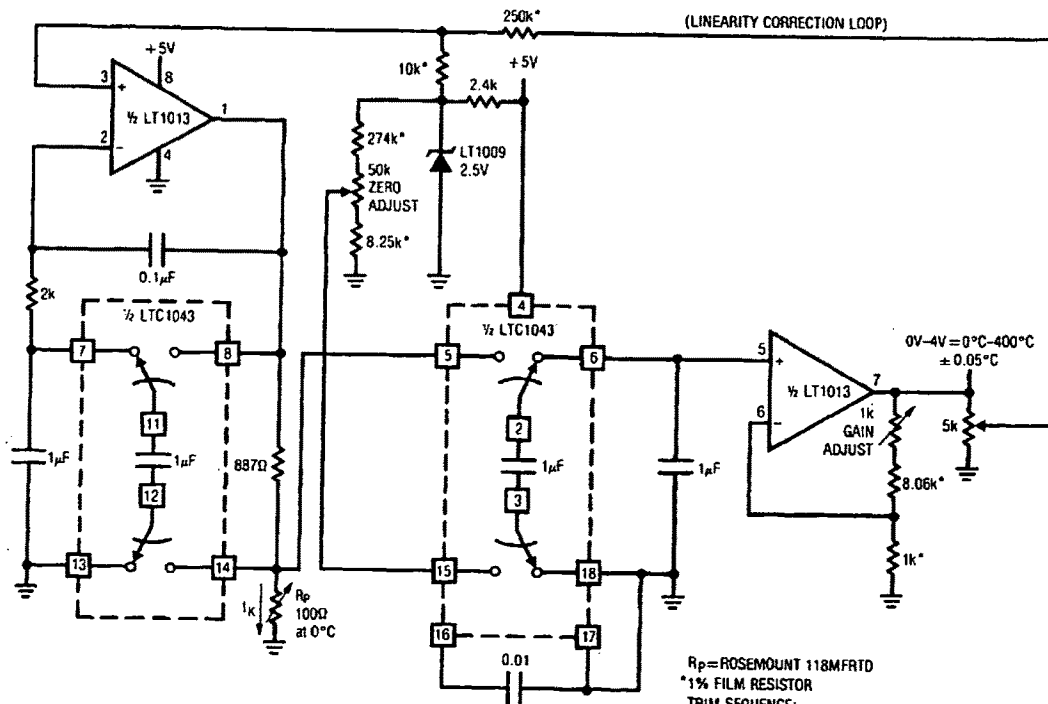 250k*
(LINEARITY CORRECTION LOOP)
+5V
10k*
+5V
3
+
8
2.4k
½ LT1013
1
2
−
4
274k*
LT1009
2.5V
50k
ZERO
ADJUST
8.25k*
0.1µF
2k
½ LTC1043
4
½ LTC1043
7
8
5
6
5
+
7
½ LT1013
6
−
0V–4V=0°C–400°C
±0.05°C
1k
GAIN
ADJUST
5k
11
2
1µF
1µF
887Ω
1µF
1µF
12
3
8.06k*
13
14
15
18
1k*
IK
RP
100Ω
at 0°C
16
17
0.01
RP=ROSEMOUNT 118MFRTD
*1% FILM RESISTOR
TRIM SEQUENCE: